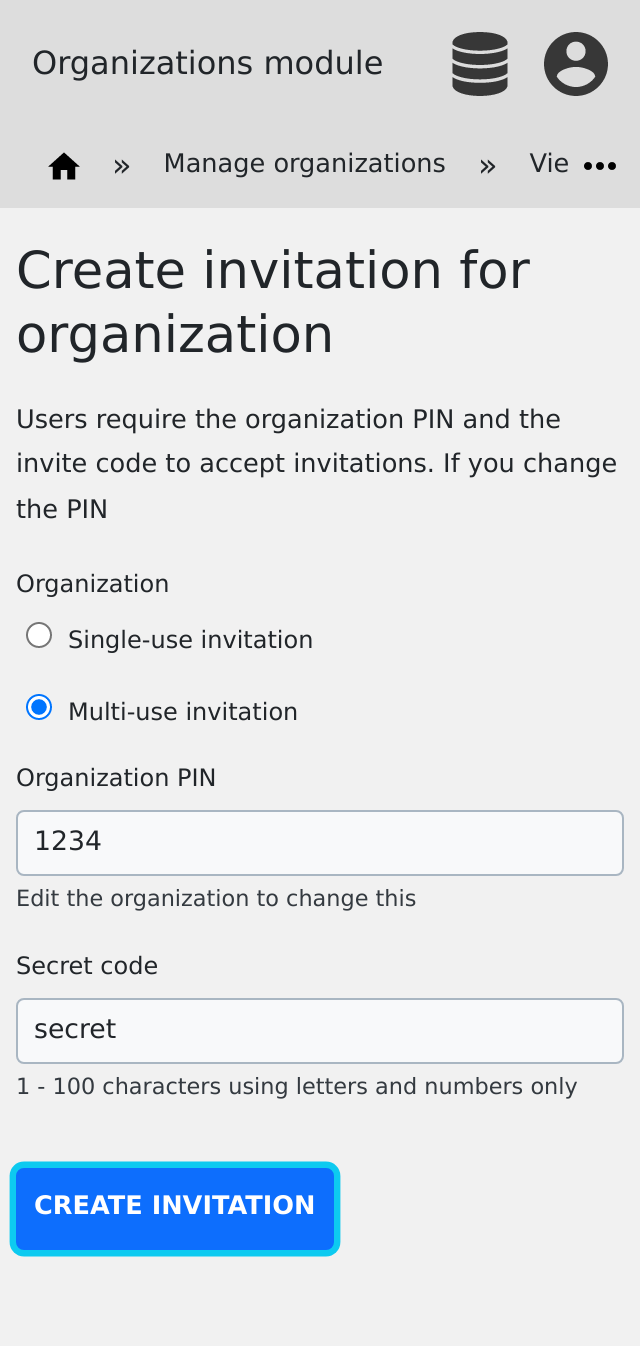 Organizations module
» Manage organizations » Vie •••
Create invitation for
organization
Users require the organization PIN and the
invite code to accept invitations. If you change
the PIN
Organization
Single-use invitation
Multi-use invitation
Organization PIN
1234
Edit the organization to change this
Secret code
secret
1 - 100 characters using letters and numbers only
CREATE INVITATION